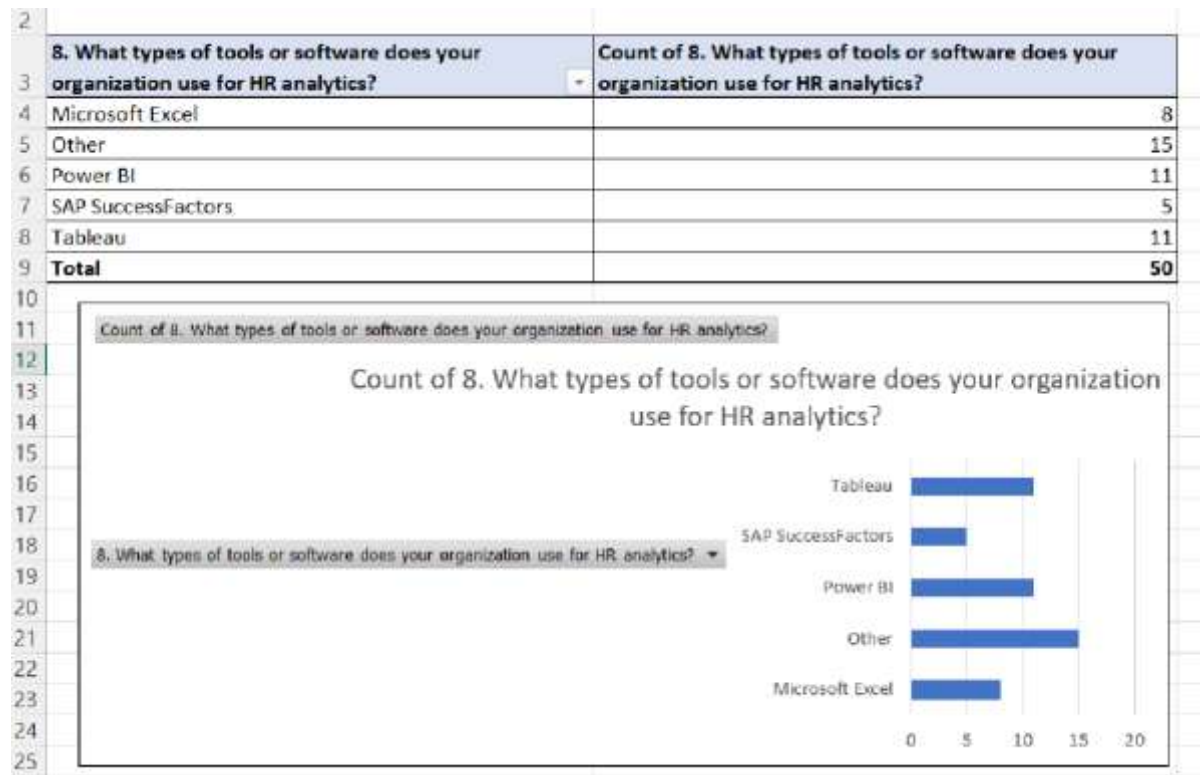 2
8. What types of tools or software does your
organization use for HR analytics?
Count of 8. What types of tools or software does your
organization use for HR analytics?
3
4 Microsoft Excel 8
5 Other 15
6 Power BI 11
7 SAP SuccessFactors 5
8 Tableau 11
9 Total 50
10
11
12
13
14
15
16
17
18
19
20
21
22
23
24
25
Count of 8. What types of tools or software does your organization use for HR analytics?
Count of 8. What types of tools or software does your organization
use for HR analytics?
8. What types of tools or software does your organization use for HR analytics?
Tableau
SAP SuccessFactors
Power BI
Other
Microsoft Excel
0 5 10 15 20